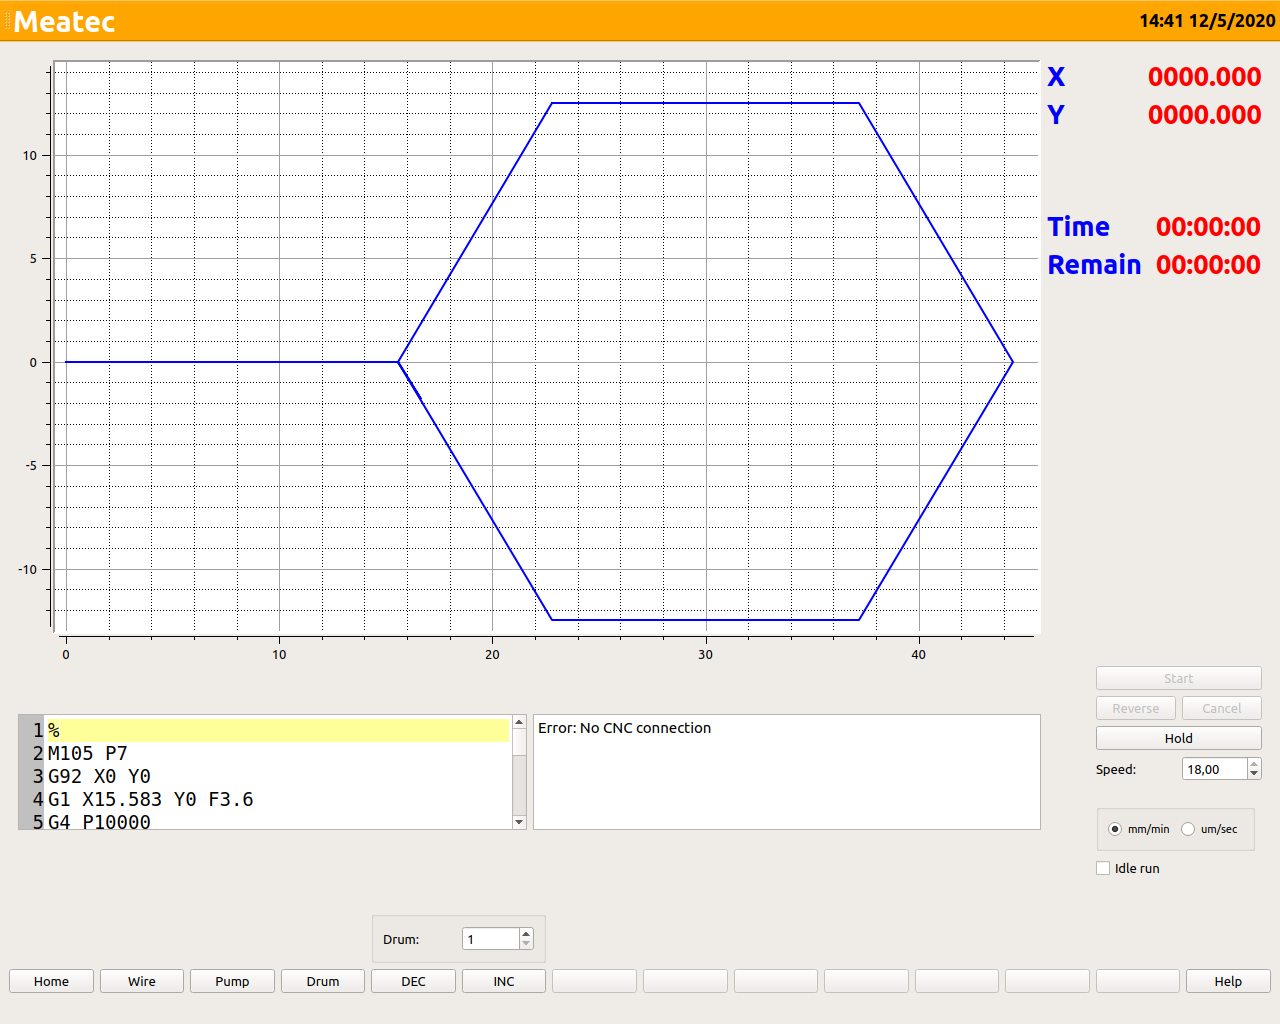 Meatec
14:41 12/5/2020
X 0000.000
Y 0000.000
Time 00:00:00
Remain 00:00:00
10
5
0
-5
-10
0 10 20 30 40
1 %
2 M105 P7
3 G92 X0 Y0
4 G1 X15.583 Y0 F3.6
5 G4 P10000
Error: No CNC connection
Start
Reverse Cancel
Hold
Speed: 18,00
mm/min um/sec
Idle run
Drum: 1
Home Wire Pump Drum DEC INC Help